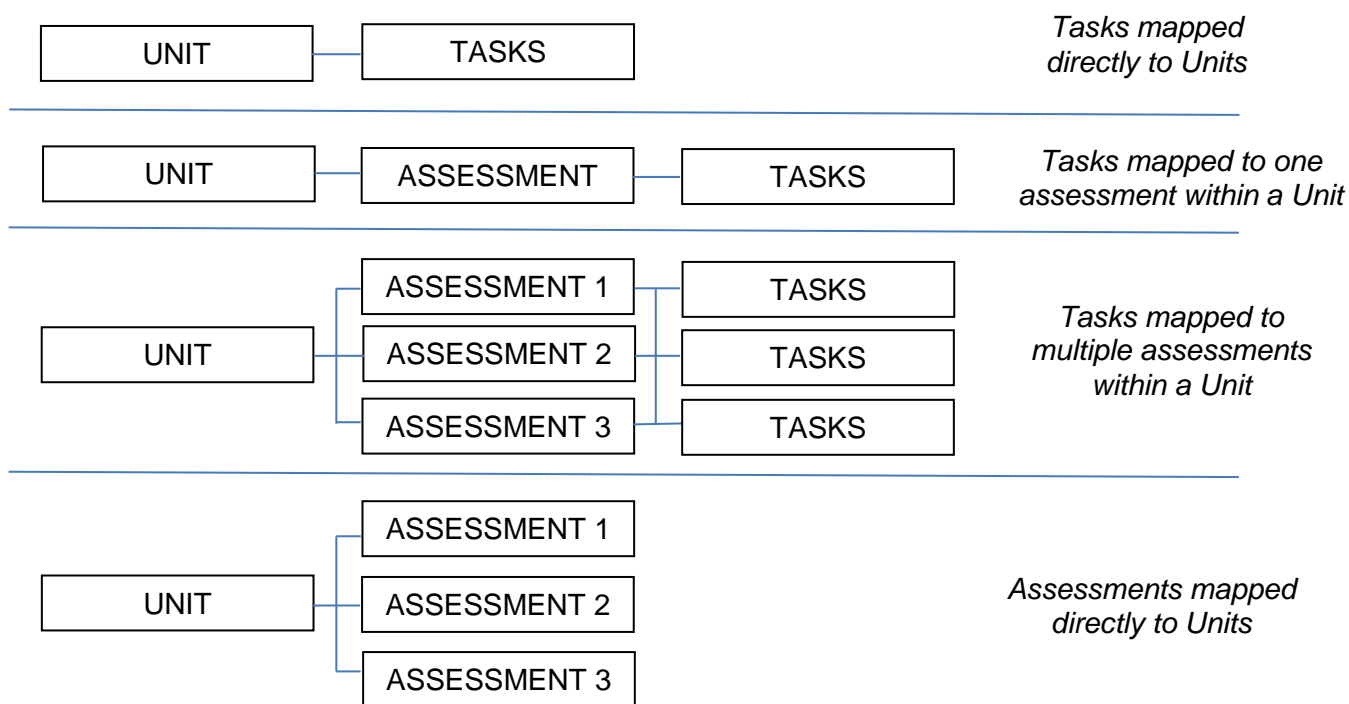 UNIT
TASKS
Tasks mapped
directly to Units
UNIT
ASSESSMENT
TASKS
Tasks mapped to one
assessment within a Unit
UNIT
ASSESSMENT 1
TASKS
ASSESSMENT 2
TASKS
ASSESSMENT 3
TASKS
Tasks mapped to
multiple assessments
within a Unit
UNIT
ASSESSMENT 1
ASSESSMENT 2
ASSESSMENT 3
Assessments mapped
directly to Units